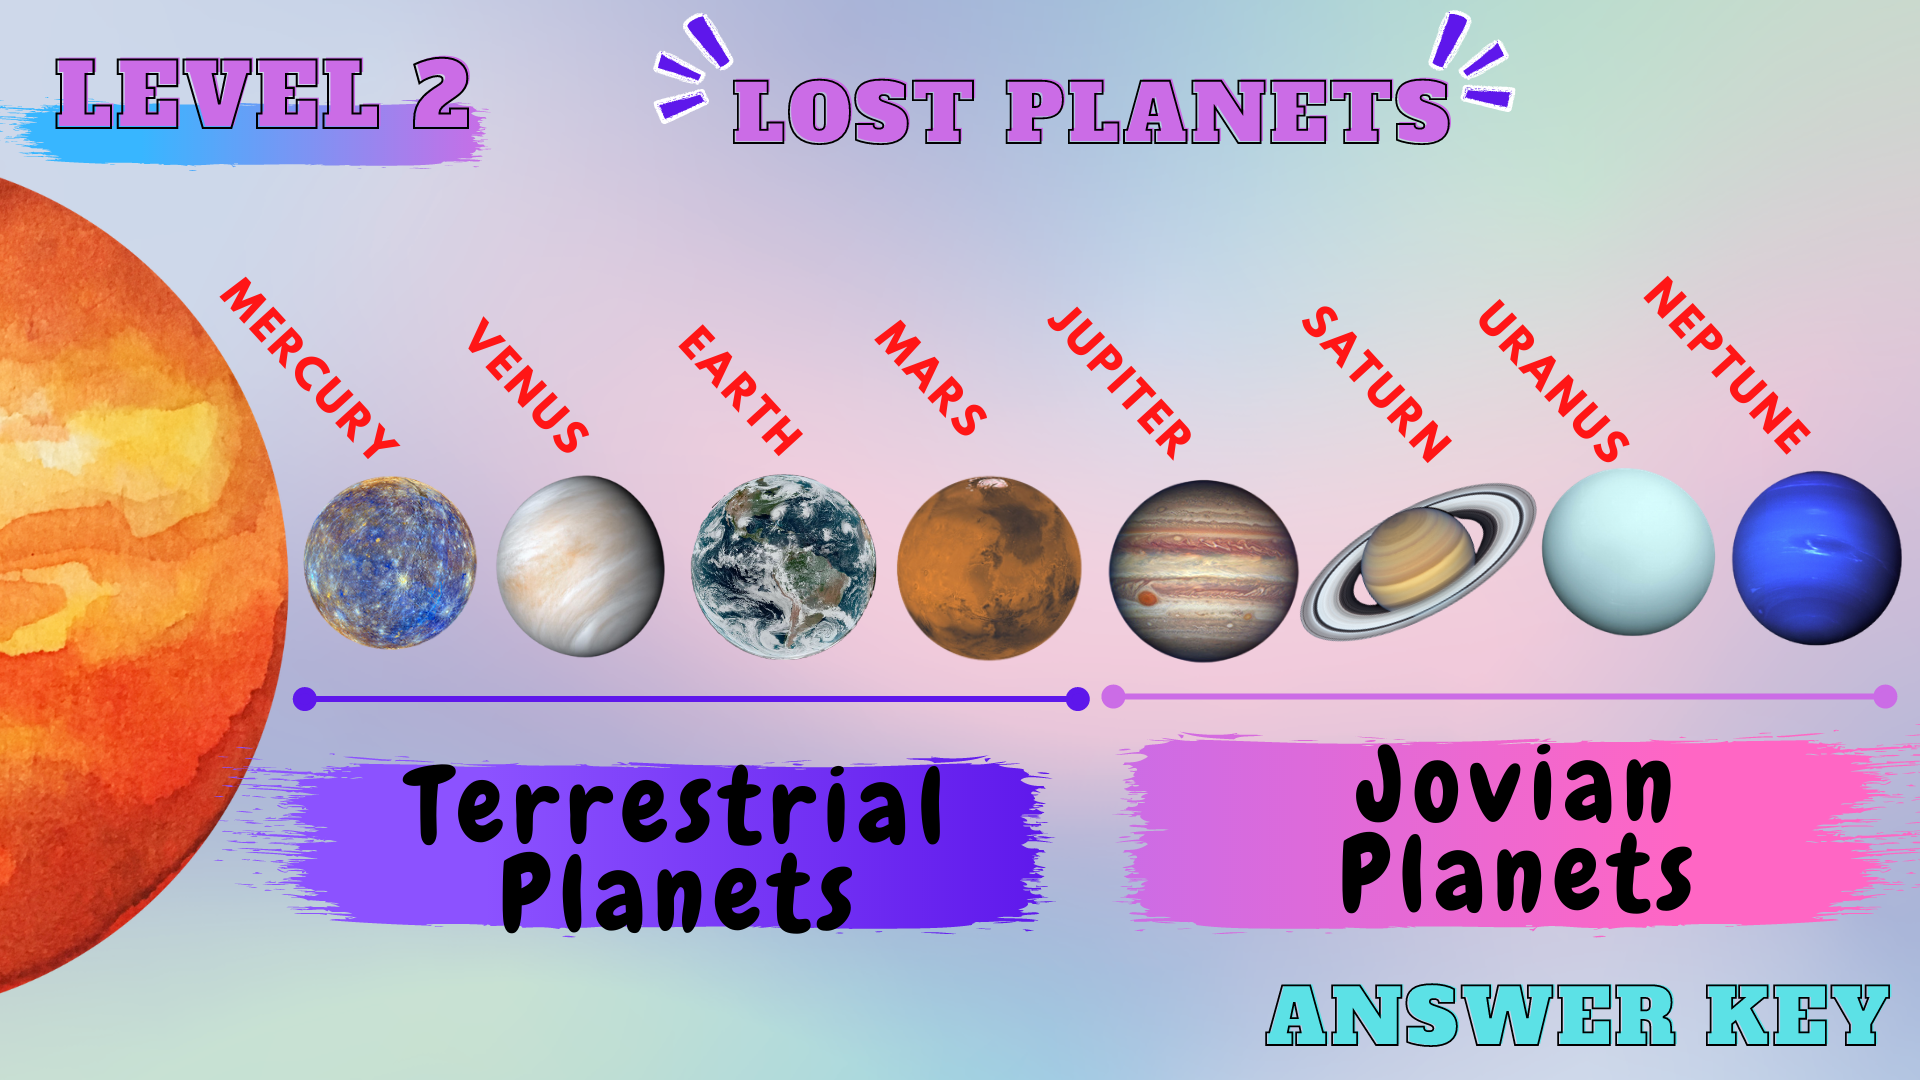 LEVEL 2
LOST PLANETS
MERCURY
VENUS
EARTH
MARS
JUPITER
SATURN
URANUS
NEPTUNE
Terrestrial
Planets
Jovian
Planets
ANSWER KEY